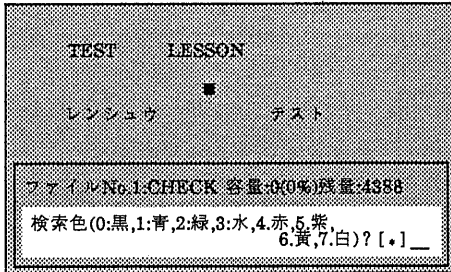 TEST LESSON
レンシュウ テスト
ファイルNo.1:CHECK 容量:0(0%)残量:4388
検索色(0:黒,1:青,2:緑,3:水,4.赤,5.紫,
6.黄,7.白)? [*]__